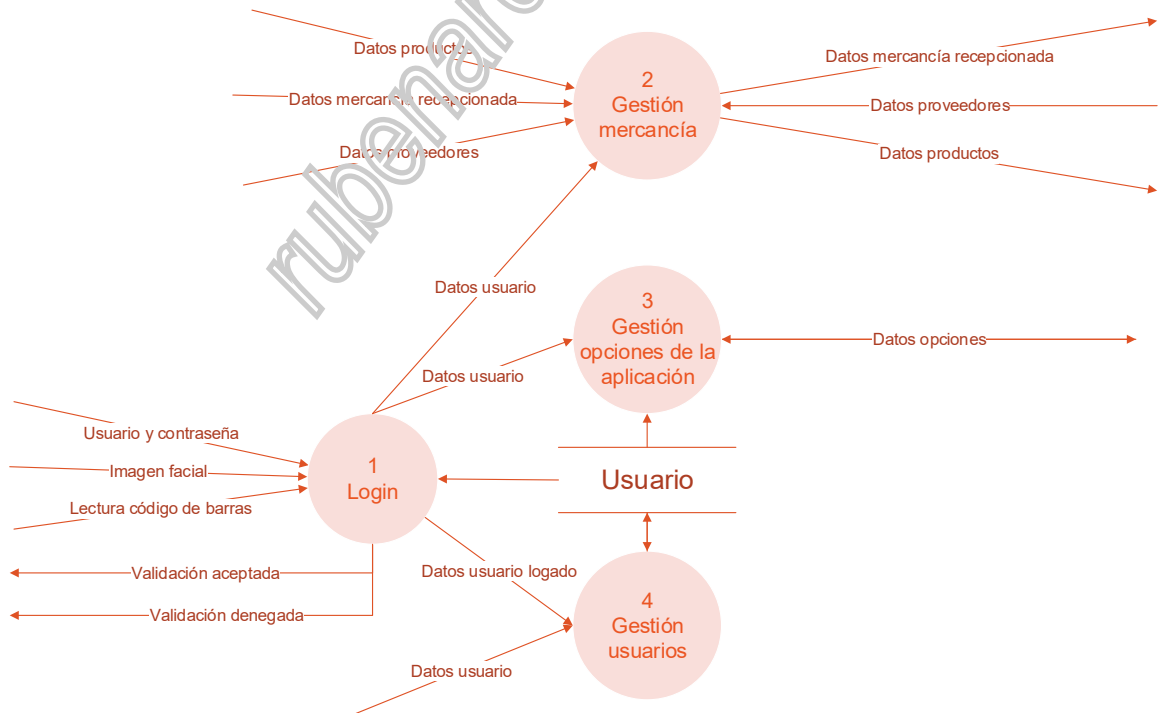 Datos productos
Datos mercancía recepcionada
Datos proveedores
2
Gestión
mercancía
Datos mercancía recepcionada
Datos proveedores
Datos productos
Datos usuario
3
Gestión
opciones de la
aplicación
Datos opciones
Datos usuario
Usuario y contraseña
Imagen facial
Lectura código de barras
1
Login
Usuario
Validación aceptada
Validación denegada
Datos usuario logado
4
Gestión
usuarios
Datos usuario